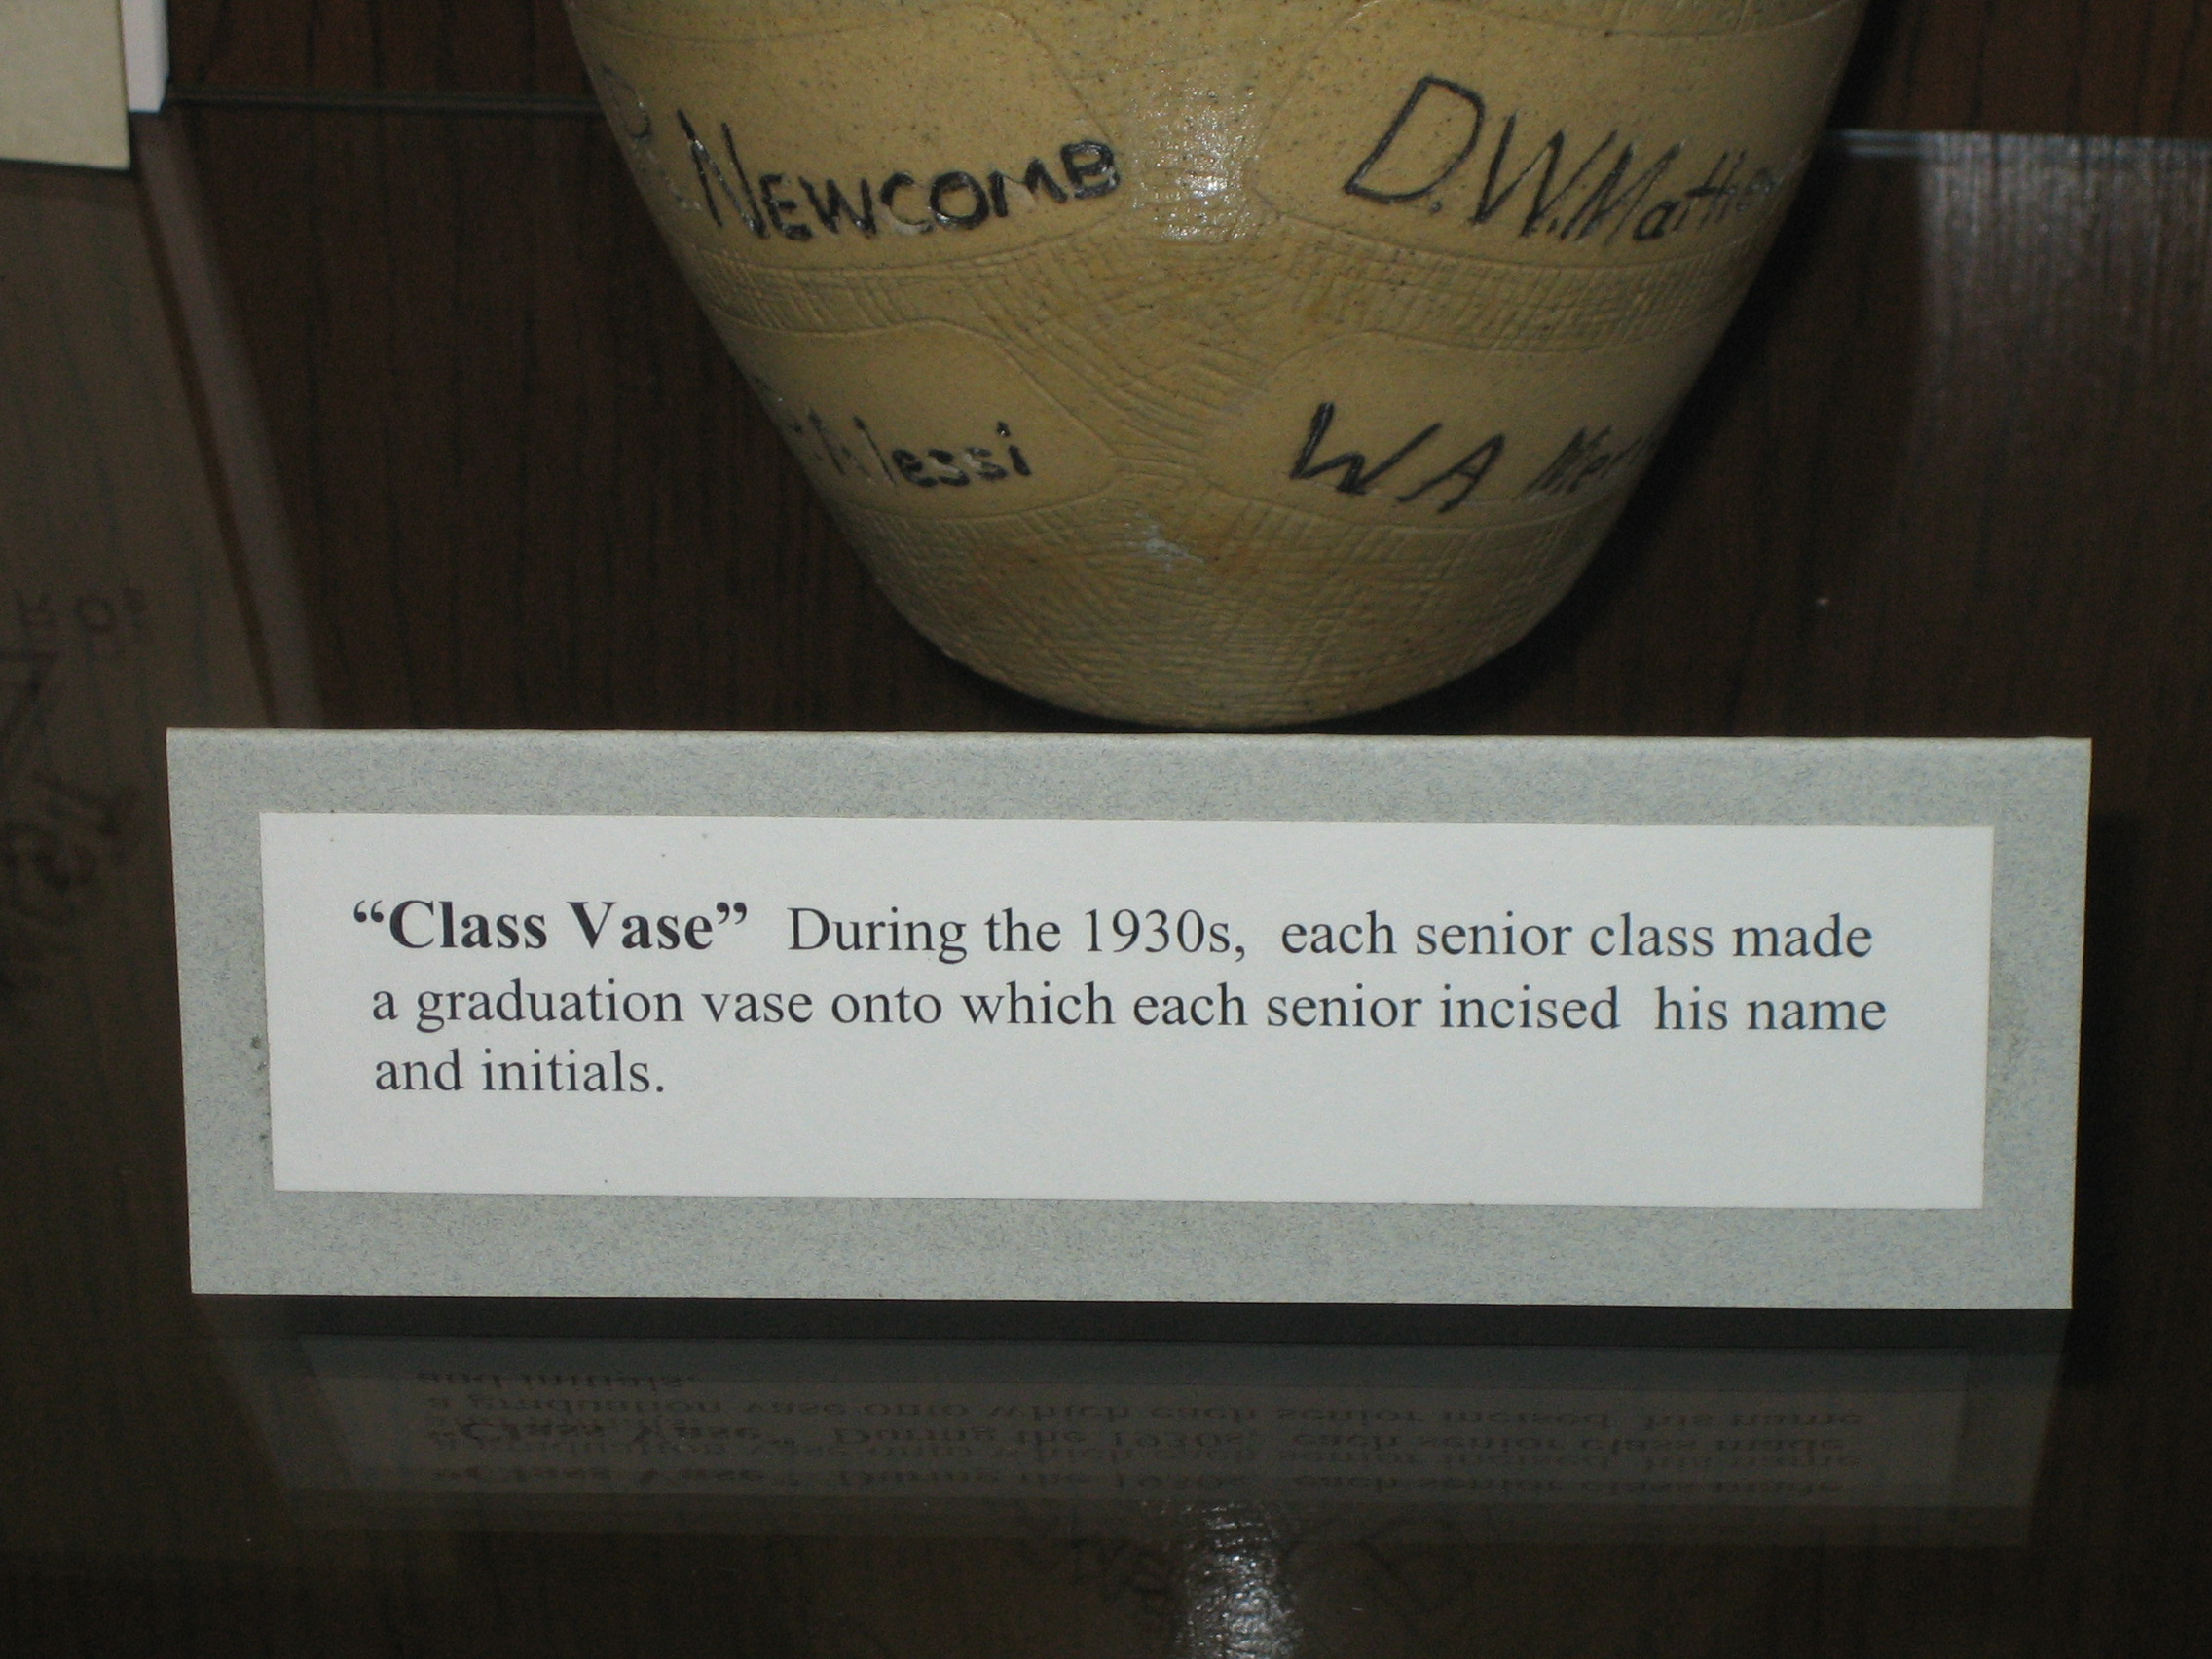 NEWCOMB
D.W.
Alessi
W A
“Class Vase” During the 1930s, each senior class made
a graduation vase onto which each senior incised his name
and initials.